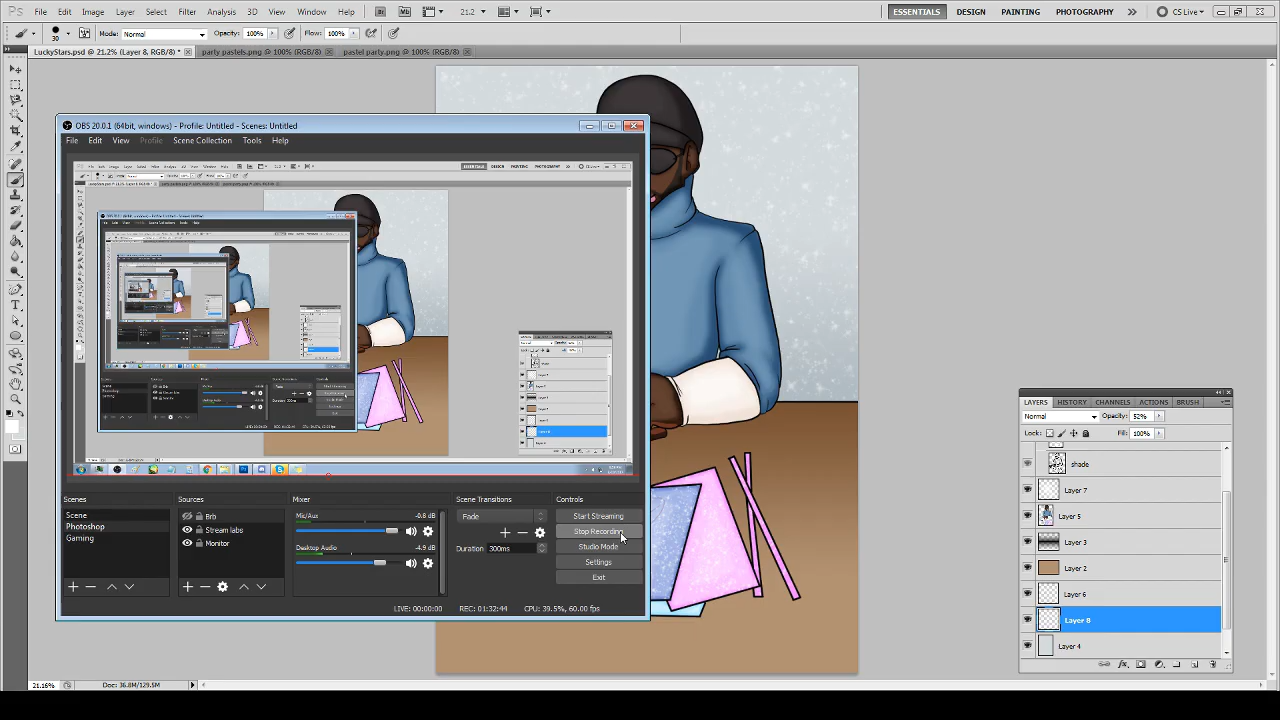 Ps File Edit Image Layer Select Filter Analysis 3D View Window Help Br Mb 21.2 ESSENTIALS DESIGN PAINTING PHOTOGRAPHY CS Live
30 Mode: Normal Opacity: 100% Flow: 100%
LuckyStars.psd @ 21.2% (Layer 8, RGB/8) * party pastels.png @ 100% (RGB/8) pastel party.png @ 100% (RGB/8)
OBS 20.0.1 (64bit, windows) - Profile: Untitled - Scenes: Untitled
File Edit View Profile Scene Collection Tools Help
Scenes Sources Mixer Scene Transitions Controls
Scene Brb Mic/Aux -0.8 dB Fade Start Streaming
Photoshop Stream labs Stop Recording
Gaming Monitor Desktop Audio -4.9 dB Duration 300ms Studio Mode
Settings
Exit
LIVE: 00:00:00 REC: 01:32:44 CPU: 39.5%, 60.00 fps
LAYERS HISTORY CHANNELS ACTIONS BRUSH
Normal Opacity: 52%
Lock: Fill: 100%
shade
Layer 7
Layer 5
Layer 3
Layer 2
Layer 6
Layer 8
Layer 4
21.16% Doc: 36.8M/129.5M